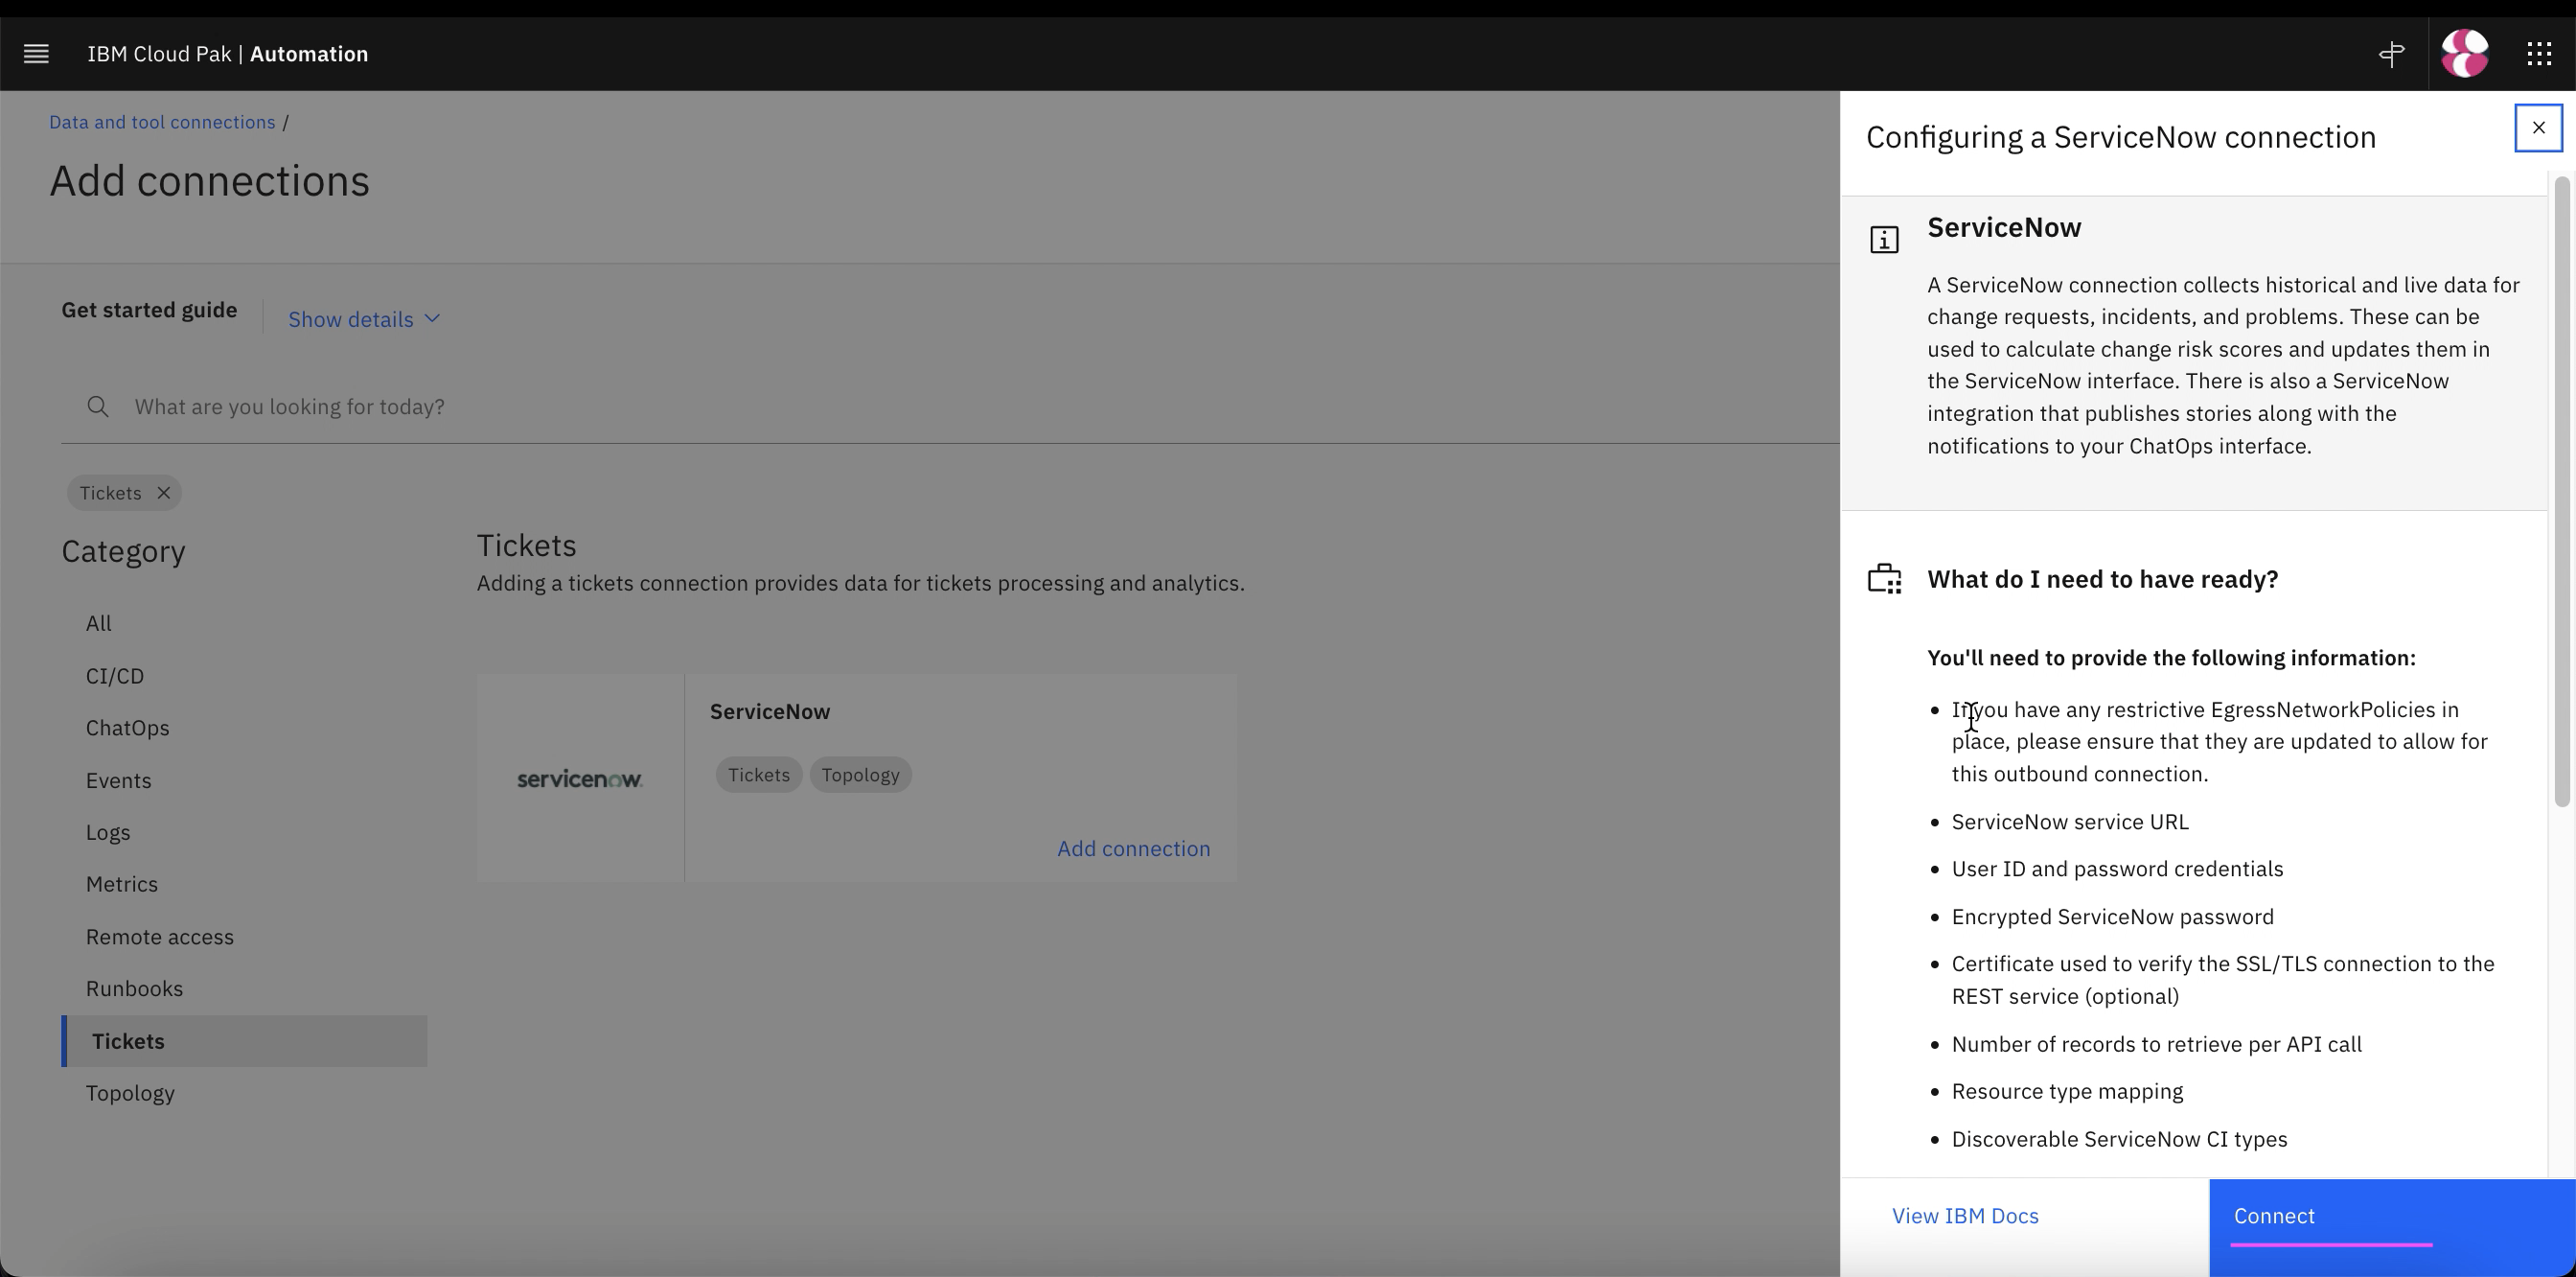 IBM Cloud Pak | Automation
Data and tool connections /
Add connections
Get started guide
Show details
What are you looking for today?
Tickets
Category
All
CI/CD
ChatOps
Events
Logs
Metrics
Remote access
Runbooks
Tickets
Topology
Tickets
Adding a tickets connection provides data for tickets processing and analytics.
servicenow.
ServiceNow
Tickets Topology
Add connection
Configuring a ServiceNow connection
ServiceNow
A ServiceNow connection collects historical and live data for
change requests, incidents, and problems. These can be
used to calculate change risk scores and updates them in
the ServiceNow interface. There is also a ServiceNow
integration that publishes stories along with the
notifications to your ChatOps interface.
What do I need to have ready?
You'll need to provide the following information:
• If you have any restrictive EgressNetworkPolicies in
place, please ensure that they are updated to allow for
this outbound connection.
• ServiceNow service URL
• User ID and password credentials
• Encrypted ServiceNow password
• Certificate used to verify the SSL/TLS connection to the
REST service (optional)
• Number of records to retrieve per API call
• Resource type mapping
• Discoverable ServiceNow CI types
View IBM Docs
Connect